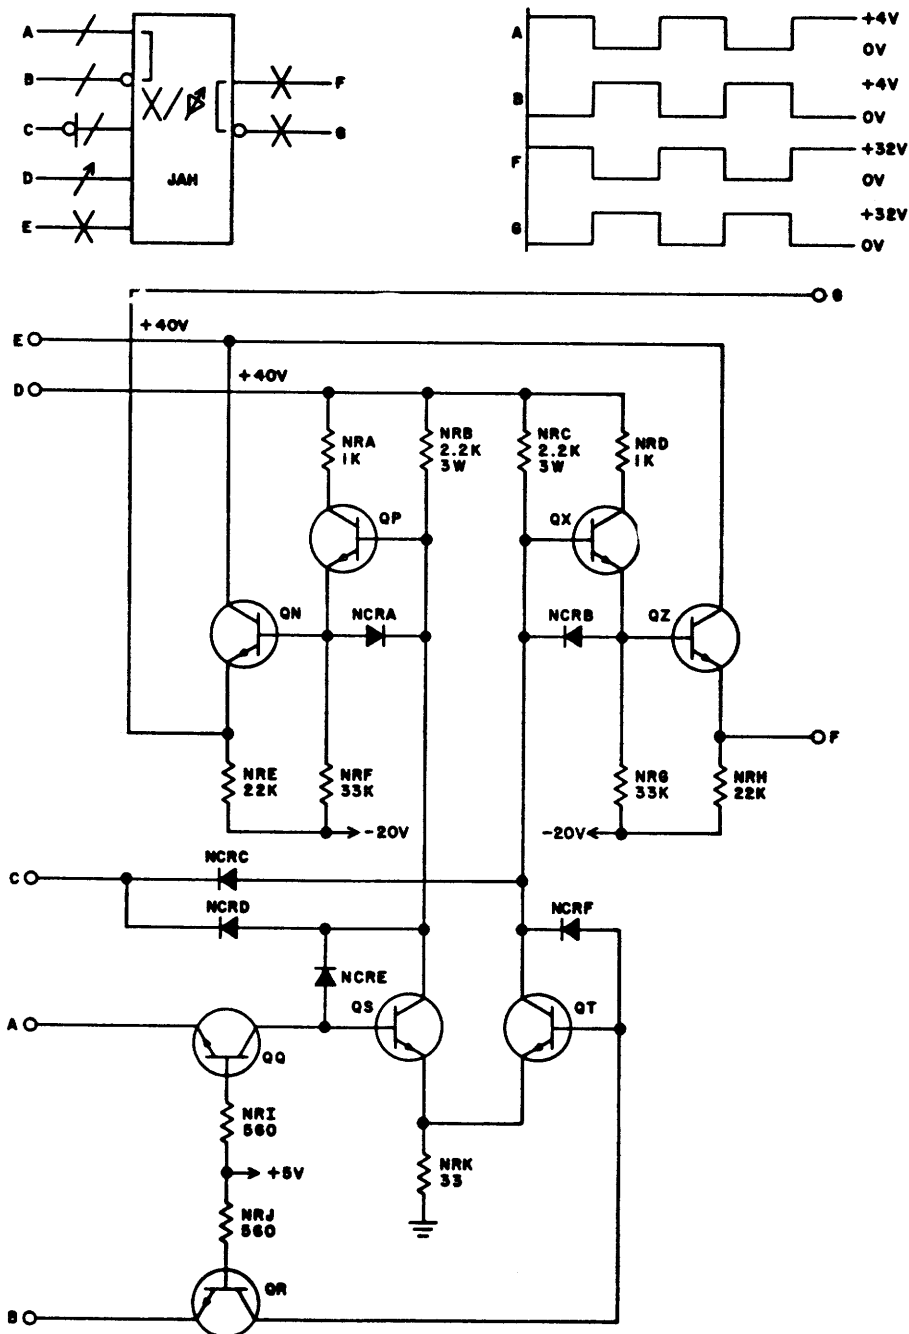 A
B
C
D
E
JAH
F
G
A
+4V
0V
B
+4V
0V
F
+32V
0V
G
+32V
0V
G
E
+40V
D
+40V
NRA
1K
NRB
2.2K
3W
NRC
2.2K
3W
NRD
1K
QP
QX
QN
NCRA
NCRB
QZ
F
NRE
22K
NRF
33K
NRG
33K
NRH
22K
-20V
-20V
C
NCRC
NCRD
NCRF
NCRE
QS
QT
A
QQ
NRI
560
+5V
NRK
33
NRJ
560
QR
B